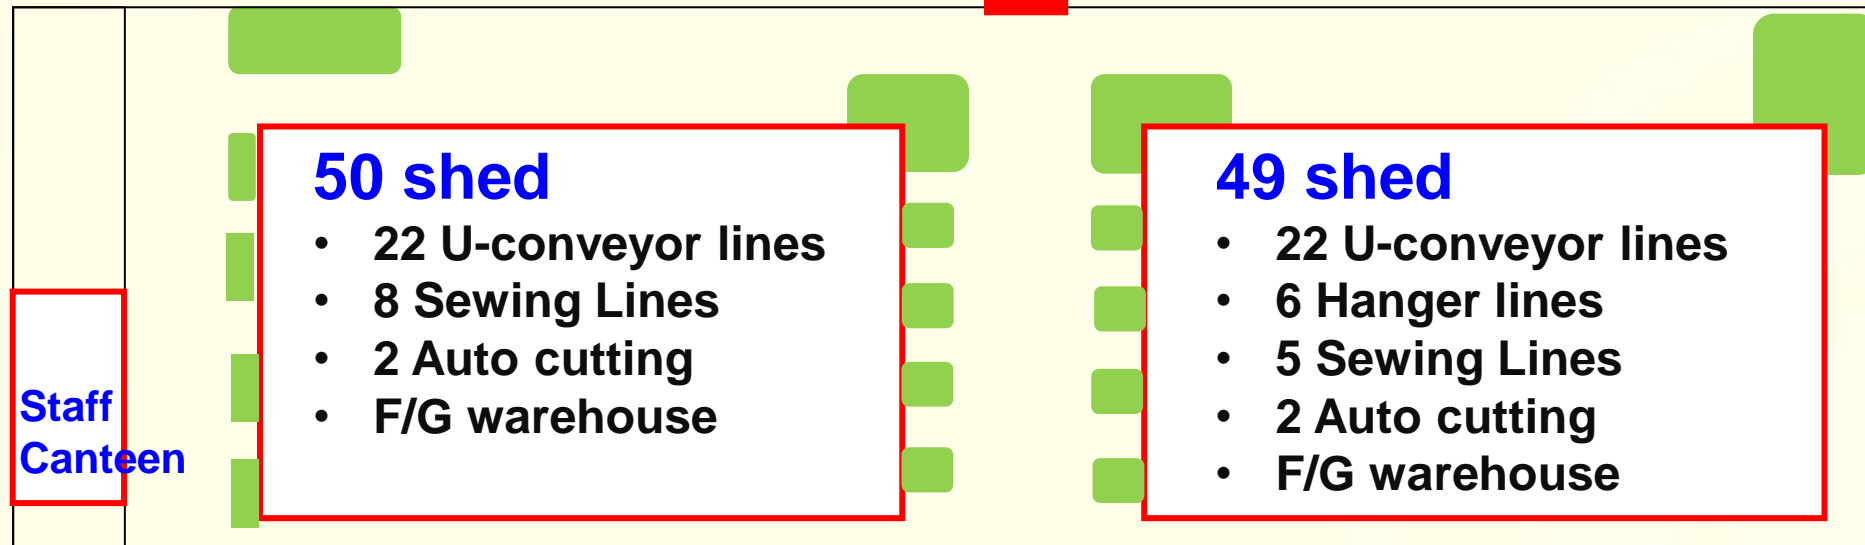 50 shed
• 22 U-conveyor lines
• 8 Sewing Lines
• 2 Auto cutting
• F/G warehouse
49 shed
• 22 U-conveyor lines
• 6 Hanger lines
• 5 Sewing Lines
• 2 Auto cutting
• F/G warehouse
Staff
Canteen